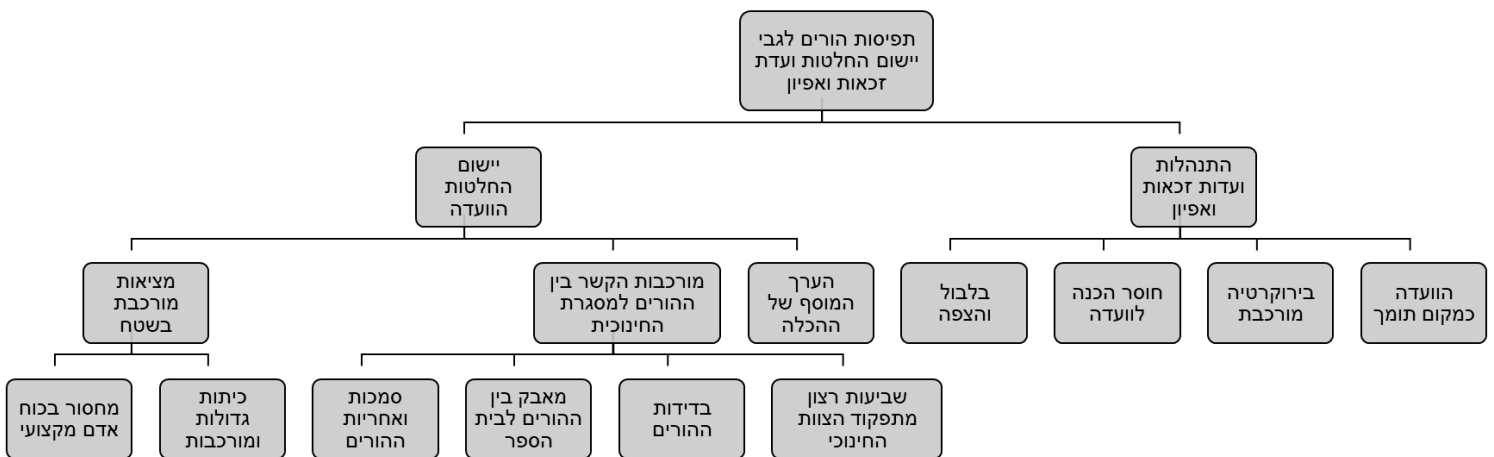 תפיסות הורים לגבי
יישום החלטות ועדת
זכאות ואפיון
התנהלות
ועדות זכאות
ואפיון
יישום
החלטות
הוועדה
הוועדה
כמקום תומך
בירוקרטיה
מורכבת
חוסר הכנה
לוועדה
בלבול
והצפה
הערך
המוסף של
ההכלה
מורכבות הקשר בין
ההורים למסגרת
החינוכית
מציאות
מורכבת
בשטח
שביעות רצון
מתפקוד הצוות
החינוכי
בדידות
ההורים
מאבק בין
ההורים לבית
הספר
סמכות
ואחריות
ההורים
כיתות
גדולות
ומורכבות
מחסור בכוח
אדם מקצועי